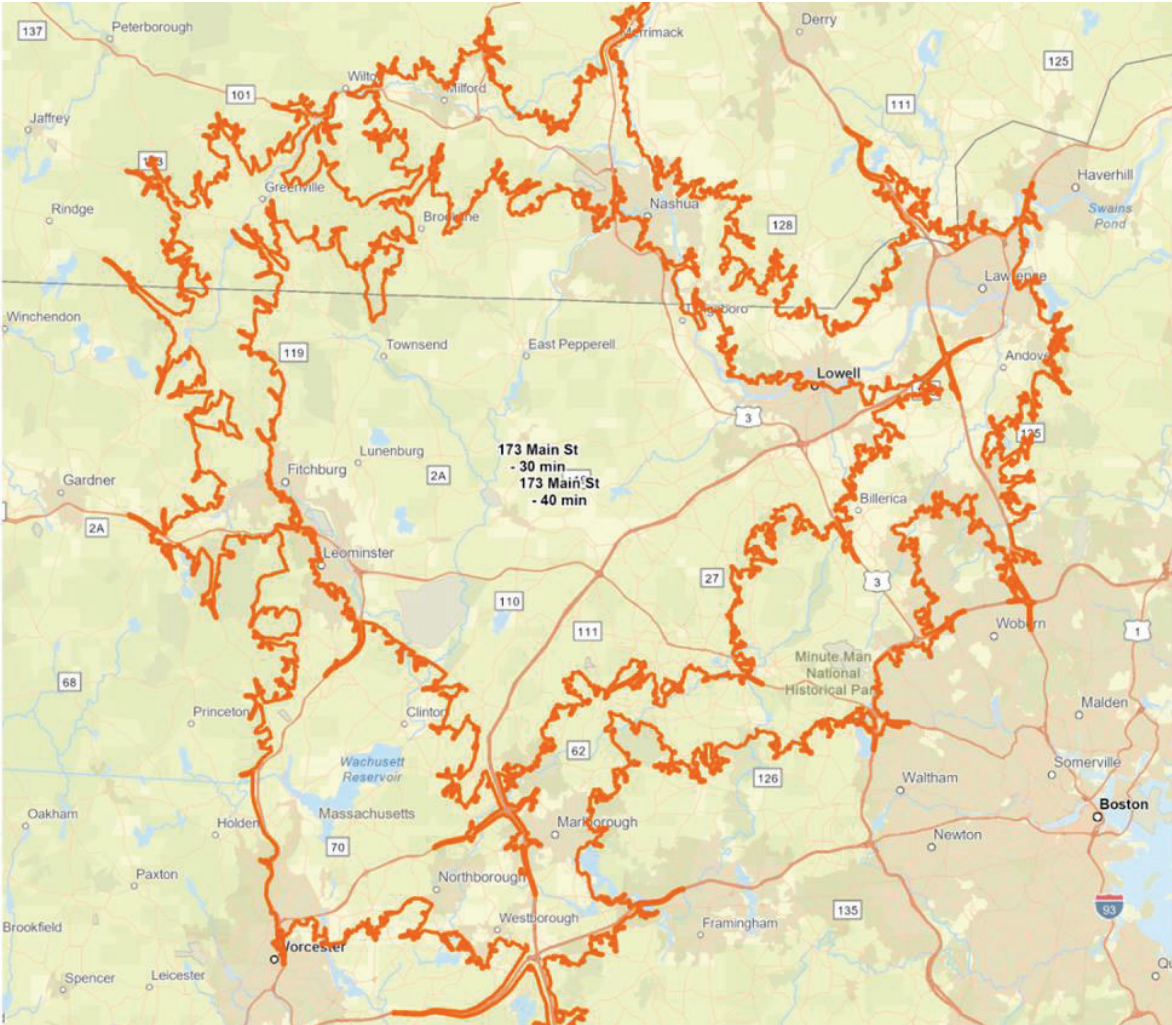 137
Peterborough
Merrimack
Derry
125
101
Wilton
Milford
111
Jaffrey
123
Greenville
Haverhill
Swains
Pond
Rindge
Nashua
Brookline
128
Lawrence
Winchendon
Tyngsboro
119
Townsend
East Pepperell
Andover
Lowell
3
125
173 Main St
- 30 min
173 Main St
- 40 min
Lunenburg
Fitchburg
2A
Gardner
2A
Billerica
Leominster
27
3
110
111
Woburn
1
Minute Man
National
Historical Park
68
Princeton
Clinton
Malden
62
Wachusett
Reservoir
126
Waltham
Somerville
Massachusetts
Boston
Oakham
Holden
Marlborough
Newton
70
Paxton
Northborough
135
93
Westborough
Framingham
Brookfield
Worcester
Spencer
Leicester